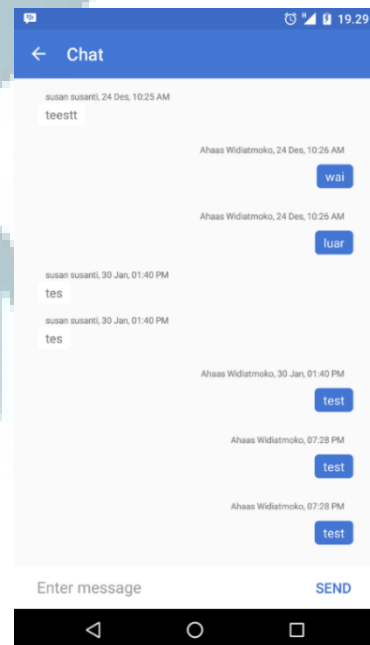 19.29
Chat
susan susanti, 24 Des, 10:25 AM
teestt
Ahaas Widiatmoko, 24 Des, 10:26 AM
wai
Ahaas Widiatmoko, 24 Des, 10:26 AM
luar
susan susanti, 30 Jan, 01:40 PM
tes
susan susanti, 30 Jan, 01:40 PM
tes
Ahaas Widiatmoko, 30 Jan, 01:40 PM
test
Ahaas Widiatmoko, 07:28 PM
test
Ahaas Widiatmoko, 07:28 PM
test
Enter message SEND